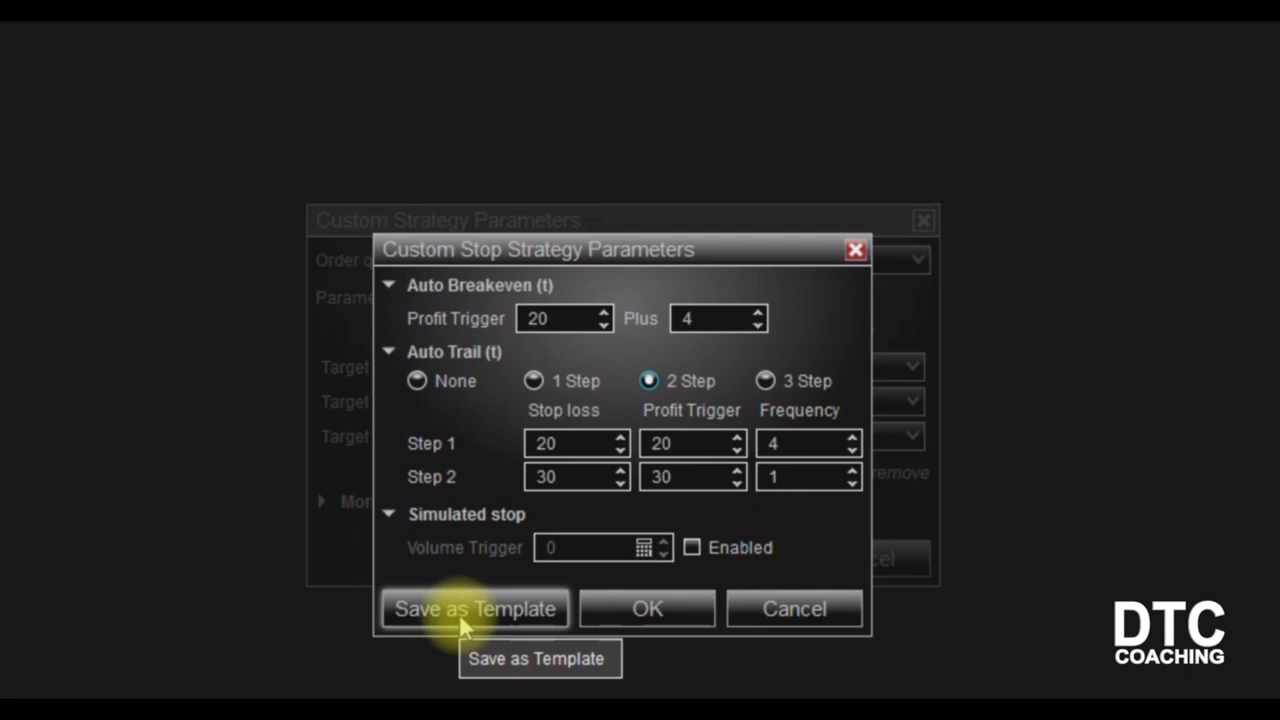 Custom Strategy Parameters
Custom Stop Strategy Parameters
Order q
Parame
Auto Breakeven (t)
Profit Trigger 20 Plus 4
Auto Trail (t)
Target
None 1 Step 2 Step 3 Step
Target
Stop loss Profit Trigger Frequency
Target
Step 1 20 20 4
Step 2 30 30 1
remove
Mor
Simulated stop
Volume Trigger 0 Enabled
cel
Save as Template OK Cancel
Save as Template
DTC
COACHING